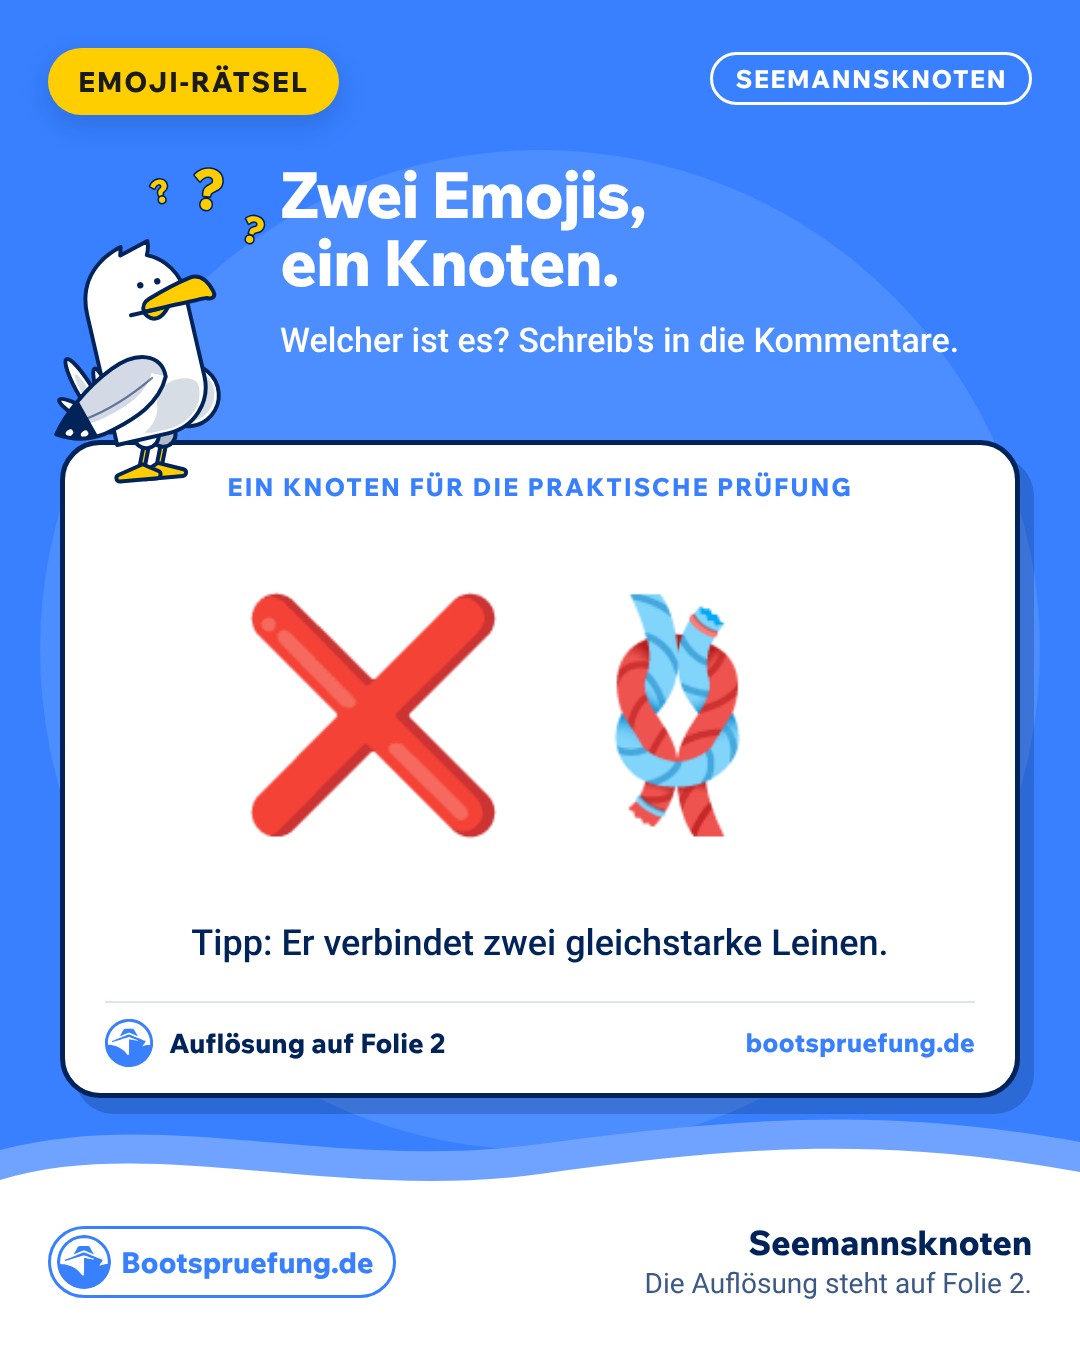 EMOJI-RÄTSEL
SEEMANNSKNOTEN
? ? ?
Zwei Emojis,
ein Knoten.
Welcher ist es? Schreib's in die Kommentare.
EIN KNOTEN FÜR DIE PRAKTISCHE PRÜFUNG
Tipp: Er verbindet zwei gleichstarke Leinen.
Auflösung auf Folie 2
bootspruefung.de
Bootspruefung.de
Seemannsknoten
Die Auflösung steht auf Folie 2.